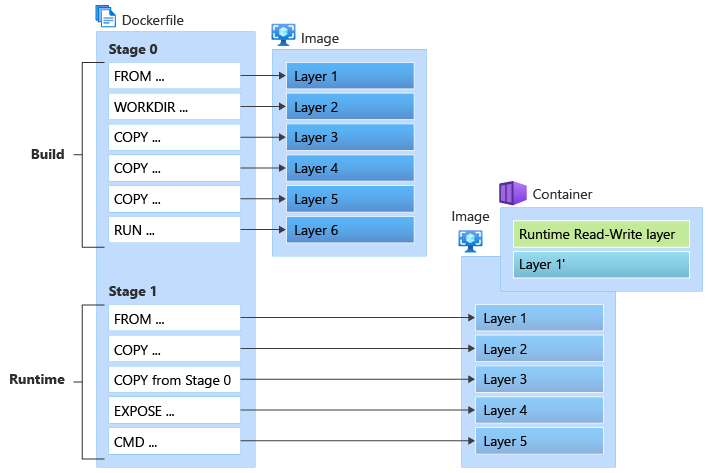 Dockerfile
Image
Stage 0
Build
FROM ...
Layer 1
WORKDIR ...
Layer 2
COPY ...
Layer 3
COPY ...
Layer 4
COPY ...
Layer 5
RUN ...
Layer 6
Container
Image
Runtime Read-Write layer
Layer 1'
Stage 1
Runtime
FROM ...
Layer 1
COPY ...
Layer 2
COPY from Stage 0
Layer 3
EXPOSE ...
Layer 4
CMD ...
Layer 5